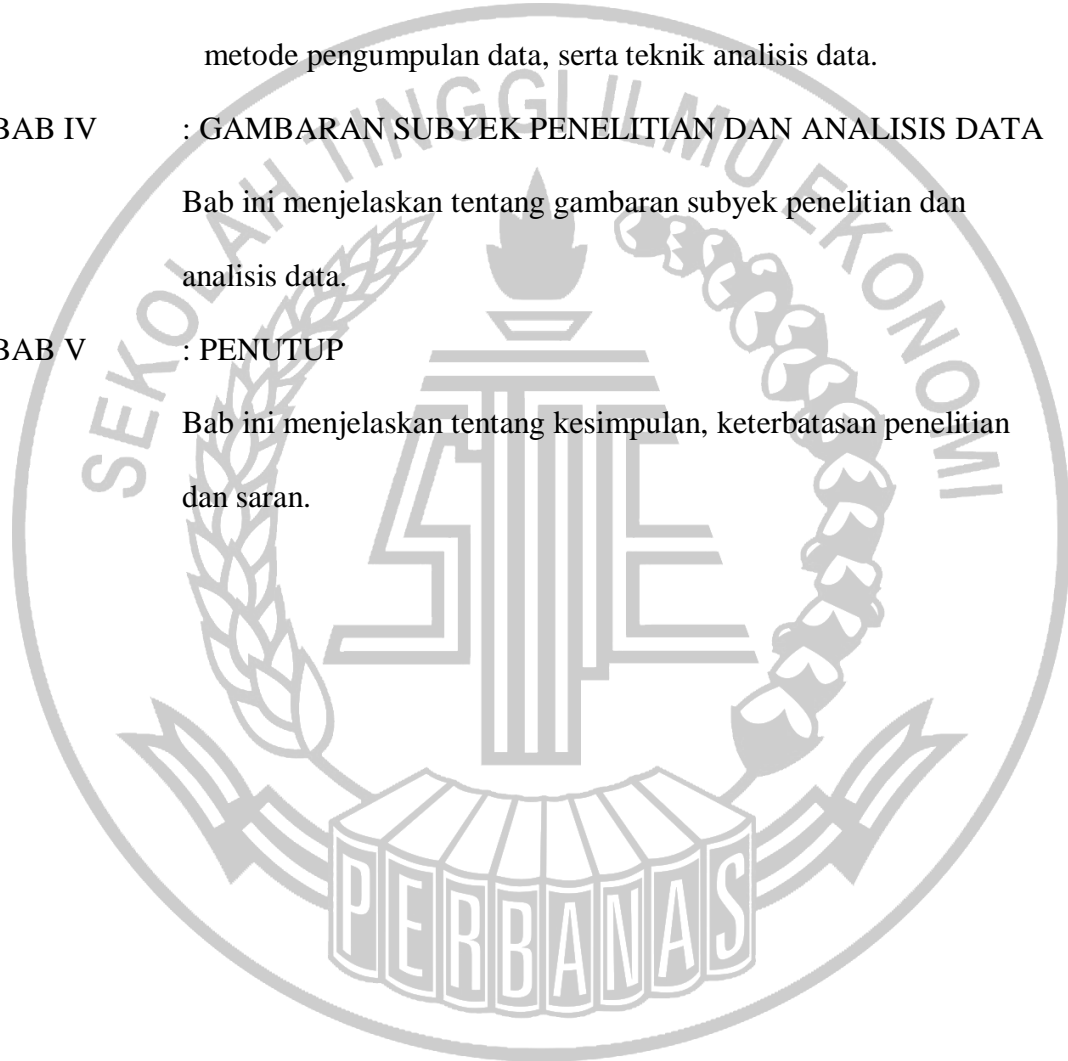 metode pengumpulan data, serta teknik analisis data.
BAB IV : GAMBARAN SUBYEK PENELITIAN DAN ANALISIS DATA
Bab ini menjelaskan tentang gambaran subyek penelitian dan
analisis data.
BAB V : PENUTUP
Bab ini menjelaskan tentang kesimpulan, keterbatasan penelitian
dan saran.
SEKOLAH TINGGI ILMU EKONOMI
STIE
PERBANAS